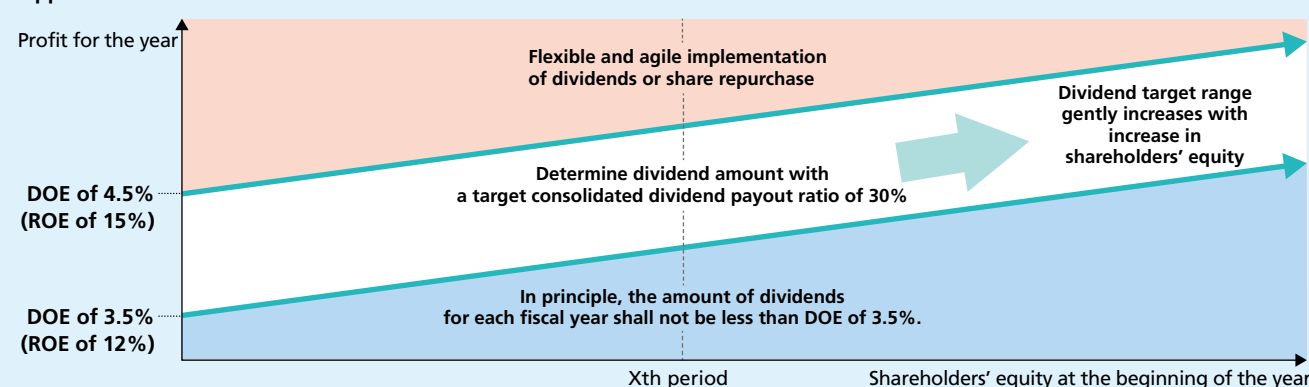 Profit for the year
Flexible and agile implementation
of dividends or share repurchase
Dividend target range
gently increases with
increase in
shareholders’ equity
Determine dividend amount with
a target consolidated dividend payout ratio of 30%
DOE of 4.5%
(ROE of 15%)
In principle, the amount of dividends
for each fiscal year shall not be less than DOE of 3.5%.
DOE of 3.5%
(ROE of 12%)
Xth period
Shareholders’ equity at the beginning of the year